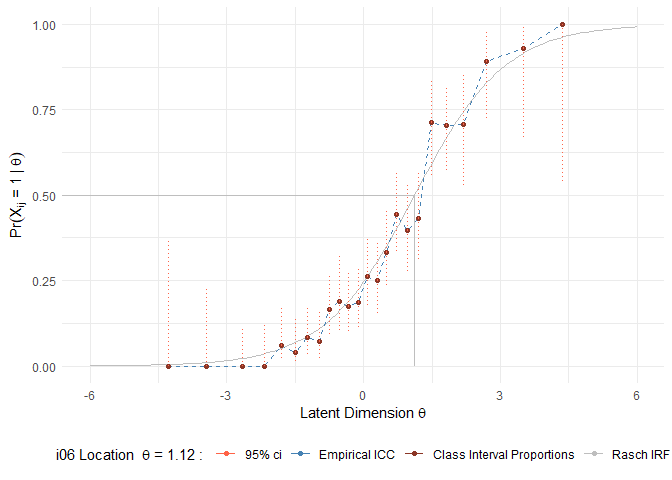 1.00
0.75
0.50
0.25
0.00
Pr(Xij = 1 | θ)
-6 -3 0 3 6
Latent Dimension θ
i06 Location θ = 1.12 : 95% ci Empirical ICC Class Interval Proportions Rasch IRF